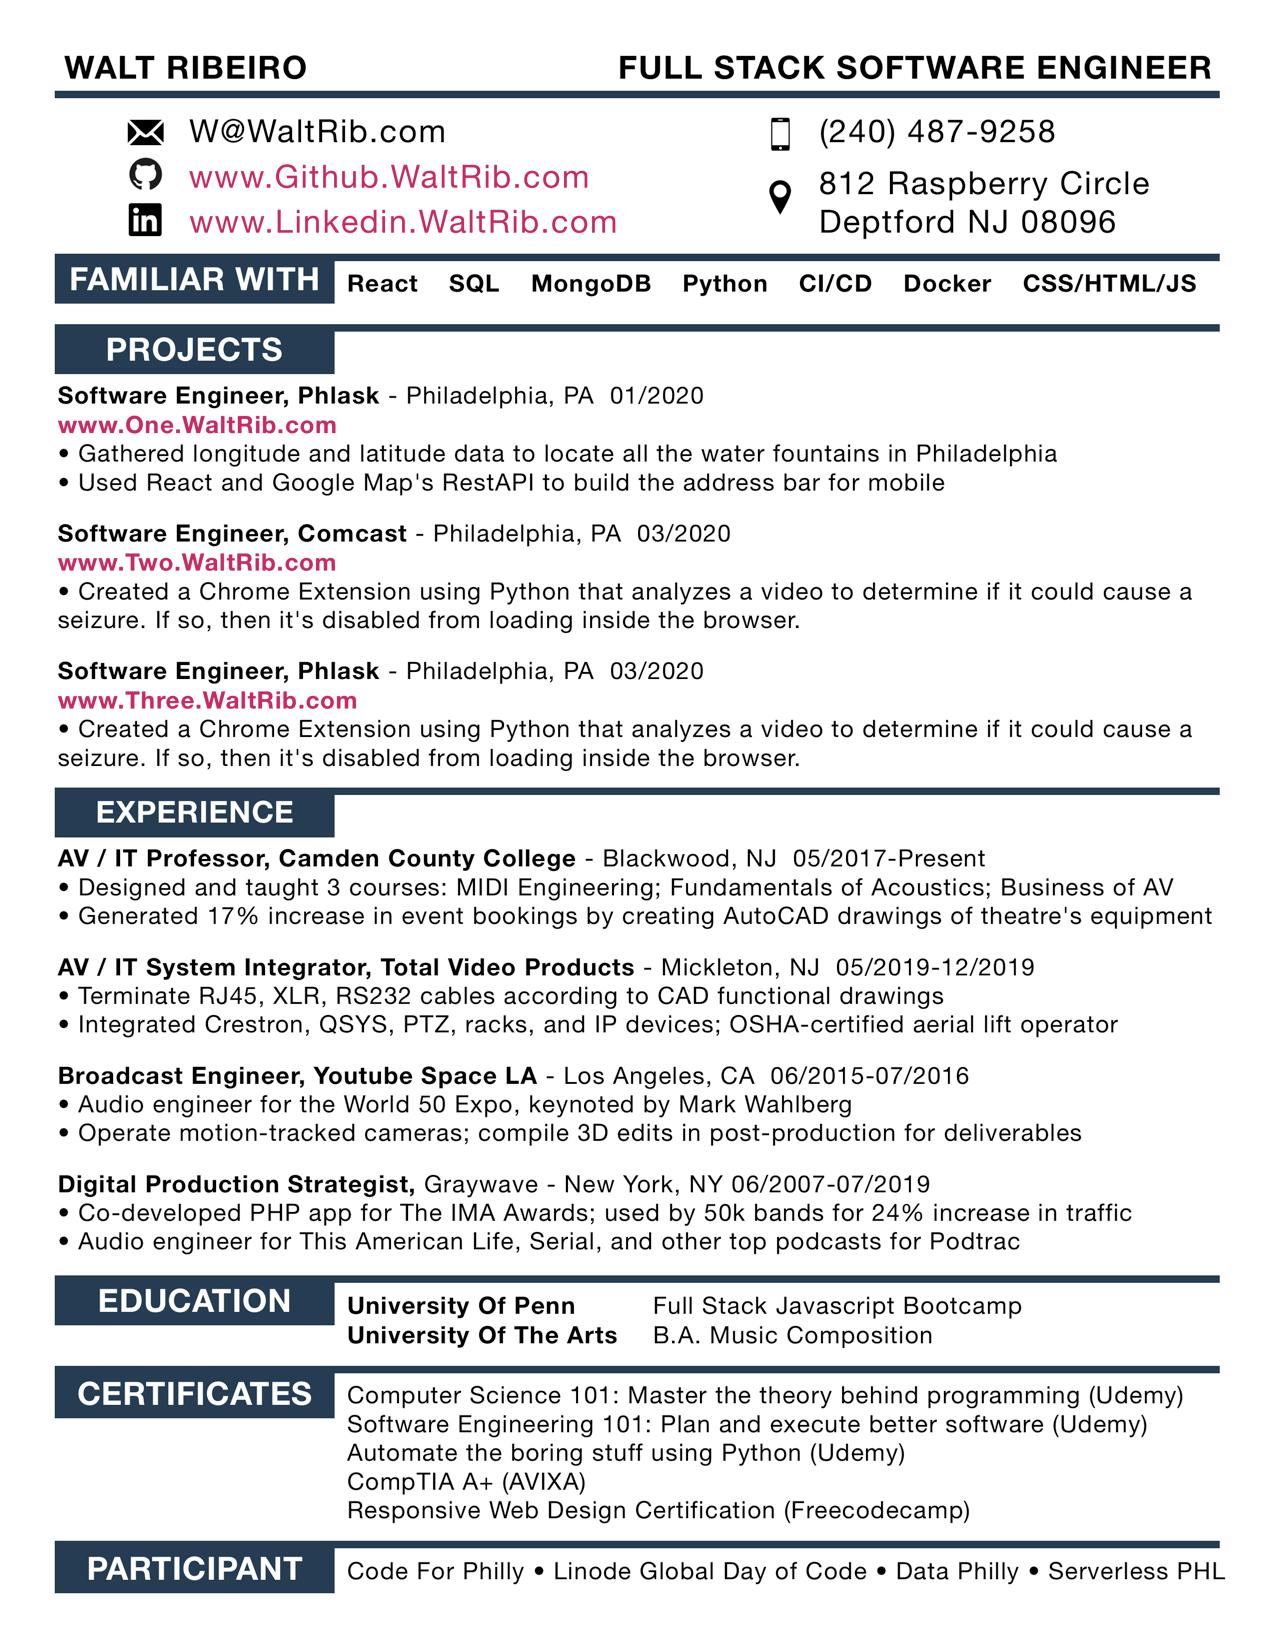 WALT RIBEIRO FULL STACK SOFTWARE ENGINEER
W@WaltRib.com (240) 487-9258
www.Github.WaltRib.com 812 Raspberry Circle
www.Linkedin.WaltRib.com Deptford NJ 08096
FAMILIAR WITH React SQL MongoDB Python CI/CD Docker CSS/HTML/JS
PROJECTS
Software Engineer, Phlask - Philadelphia, PA 01/2020
www.One.WaltRib.com
• Gathered longitude and latitude data to locate all the water fountains in Philadelphia
• Used React and Google Map's RestAPI to build the address bar for mobile
Software Engineer, Comcast - Philadelphia, PA 03/2020
www.Two.WaltRib.com
• Created a Chrome Extension using Python that analyzes a video to determine if it could cause a
seizure. If so, then it's disabled from loading inside the browser.
Software Engineer, Phlask - Philadelphia, PA 03/2020
www.Three.WaltRib.com
• Created a Chrome Extension using Python that analyzes a video to determine if it could cause a
seizure. If so, then it's disabled from loading inside the browser.
EXPERIENCE
AV / IT Professor, Camden County College - Blackwood, NJ 05/2017-Present
• Designed and taught 3 courses: MIDI Engineering; Fundamentals of Acoustics; Business of AV
• Generated 17% increase in event bookings by creating AutoCAD drawings of theatre's equipment
AV / IT System Integrator, Total Video Products - Mickleton, NJ 05/2019-12/2019
• Terminate RJ45, XLR, RS232 cables according to CAD functional drawings
• Integrated Crestron, QSYS, PTZ, racks, and IP devices; OSHA-certified aerial lift operator
Broadcast Engineer, Youtube Space LA - Los Angeles, CA 06/2015-07/2016
• Audio engineer for the World 50 Expo, keynoted by Mark Wahlberg
• Operate motion-tracked cameras; compile 3D edits in post-production for deliverables
Digital Production Strategist, Graywave - New York, NY 06/2007-07/2019
• Co-developed PHP app for The IMA Awards; used by 50k bands for 24% increase in traffic
• Audio engineer for This American Life, Serial, and other top podcasts for Podtrac
EDUCATION University Of Penn Full Stack Javascript Bootcamp
University Of The Arts B.A. Music Composition
CERTIFICATES Computer Science 101: Master the theory behind programming (Udemy)
Software Engineering 101: Plan and execute better software (Udemy)
Automate the boring stuff using Python (Udemy)
CompTIA A+ (AVIXA)
Responsive Web Design Certification (Freecodecamp)
PARTICIPANT Code For Philly • Linode Global Day of Code • Data Philly • Serverless PHL